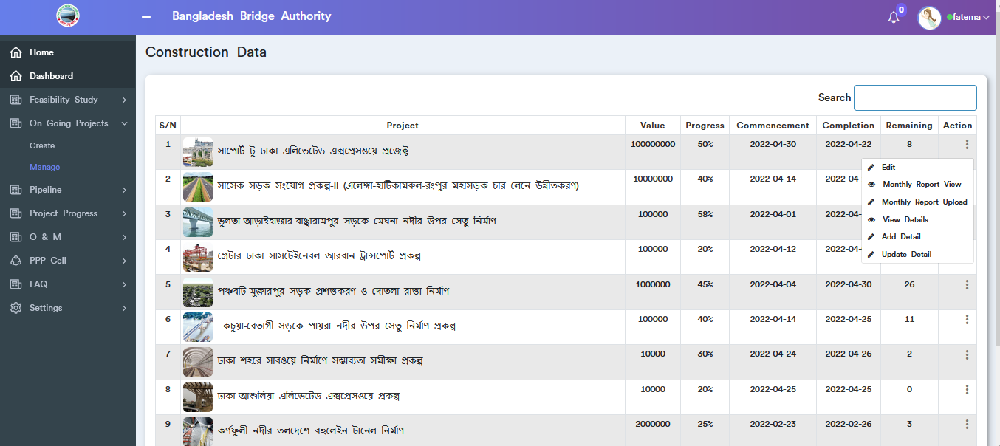 Bangladesh Bridge Authority
0
fatema
Home
Dashboard
Feasibility Study
On Going Projects
Create
Manage
Pipeline
Project Progress
O & M
PPP Cell
FAQ
Settings
Construction Data
Search
S/N Project Value Progress Commencement Completion Remaining Action
1 সাপোর্ট টু ঢাকা এলিভেটেড এক্সপ্রেসওয়ে প্রজেক্ট 100000000 50% 2022-04-30 2022-04-22 8
2 সাসেক সড়ক সংযোগ প্রকল্প-II (এলেঙ্গা-হাটিকামরুল-রংপুর মহাসড়ক চার লেনে উন্নীতকরণ) 10000000 40% 2022-04-14 2022-04-
3 ভুলতা-আড়াইহাজার-বাঞ্ছারামপুর সড়কে মেঘনা নদীর উপর সেতু নির্মাণ 100000 58% 2022-04-01 2022-04-
4 গ্রেটার ঢাকা সাসটেইনেবল আরবান ট্রান্সপোর্ট প্রকল্প 100000 20% 2022-04-12 2022-04-
Edit
Monthly Report View
Monthly Report Upload
View Details
Add Detail
Update Detail
5 পঞ্চবটি-মুক্তারপুর সড়ক প্রশস্তকরণ ও দোতলা রাস্তা নির্মাণ 1000000 45% 2022-04-04 2022-04-30 26
6 কচুয়া-বেতাগী সড়কে পায়রা নদীর উপর সেতু নির্মাণ প্রকল্প 100000 40% 2022-04-14 2022-04-25 11
7 ঢাকা শহরে সাবওয়ে নির্মাণে সম্ভাব্যতা সমীক্ষা প্রকল্প 10000 30% 2022-04-24 2022-04-26 2
8 ঢাকা-আশুলিয়া এলিভেটেড এক্সপ্রেসওয়ে প্রকল্প 10000 20% 2022-04-25 2022-04-25 0
9 কর্ণফুলী নদীর তলদেশে বহুলেইন টানেল নির্মাণ 2000000 25% 2022-02-23 2022-02-26 3